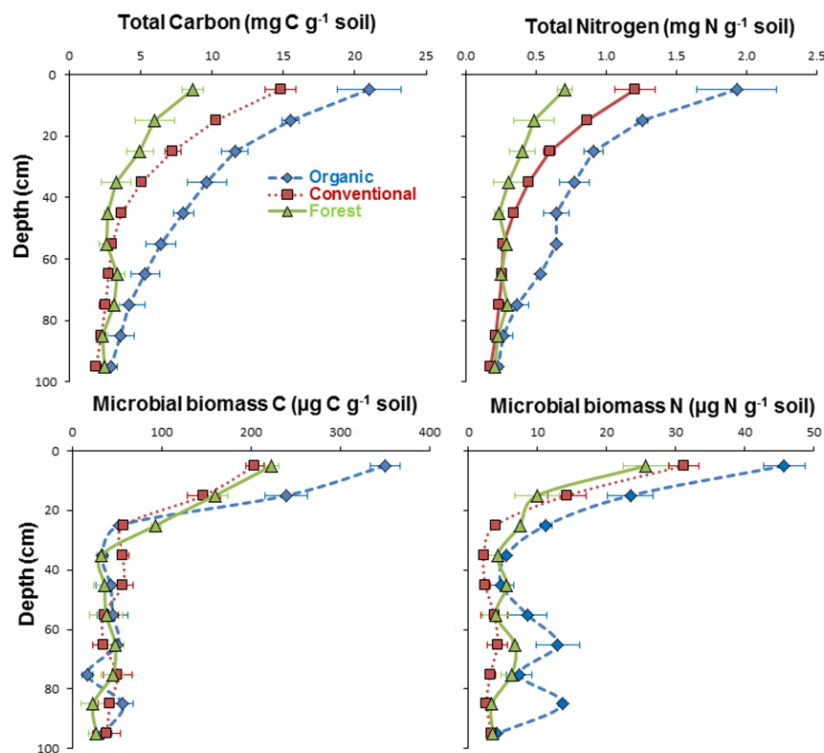 Total Carbon (mg C g-1 soil)
0 5 10 15 20 25
0
20
40
60
80
100
Depth (cm)
Organic
Conventional
Forest
Total Nitrogen (mg N g-1 soil)
0.0 0.5 1.0 1.5 2.0 2.5
Microbial biomass C (µg C g-1 soil)
0 100 200 300 400
0
20
40
60
80
100
Depth (cm)
Microbial biomass N (µg N g-1 soil)
0 10 20 30 40 50